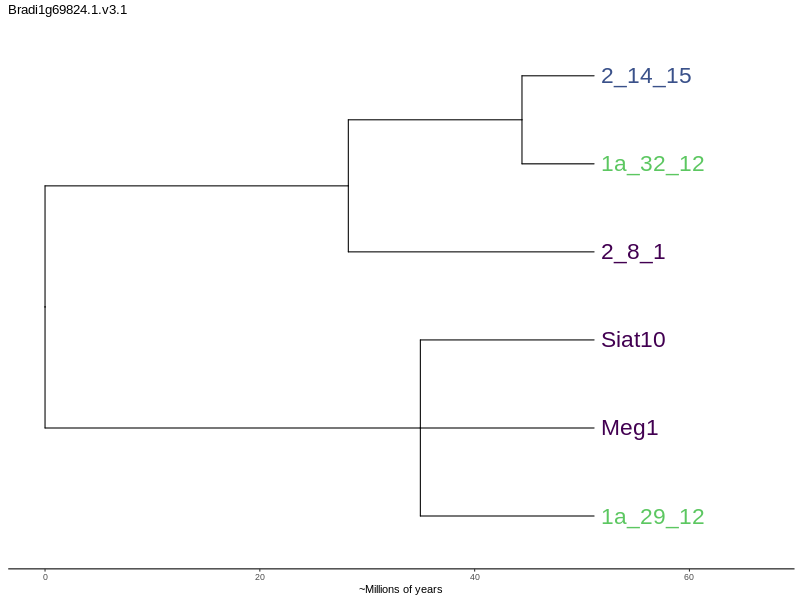 Bradi1g69824.1.v3.1
2_14_15
1a_32_12
2_8_1
Siat10
Meg1
1a_29_12
0 20 40 60
~Millions of years